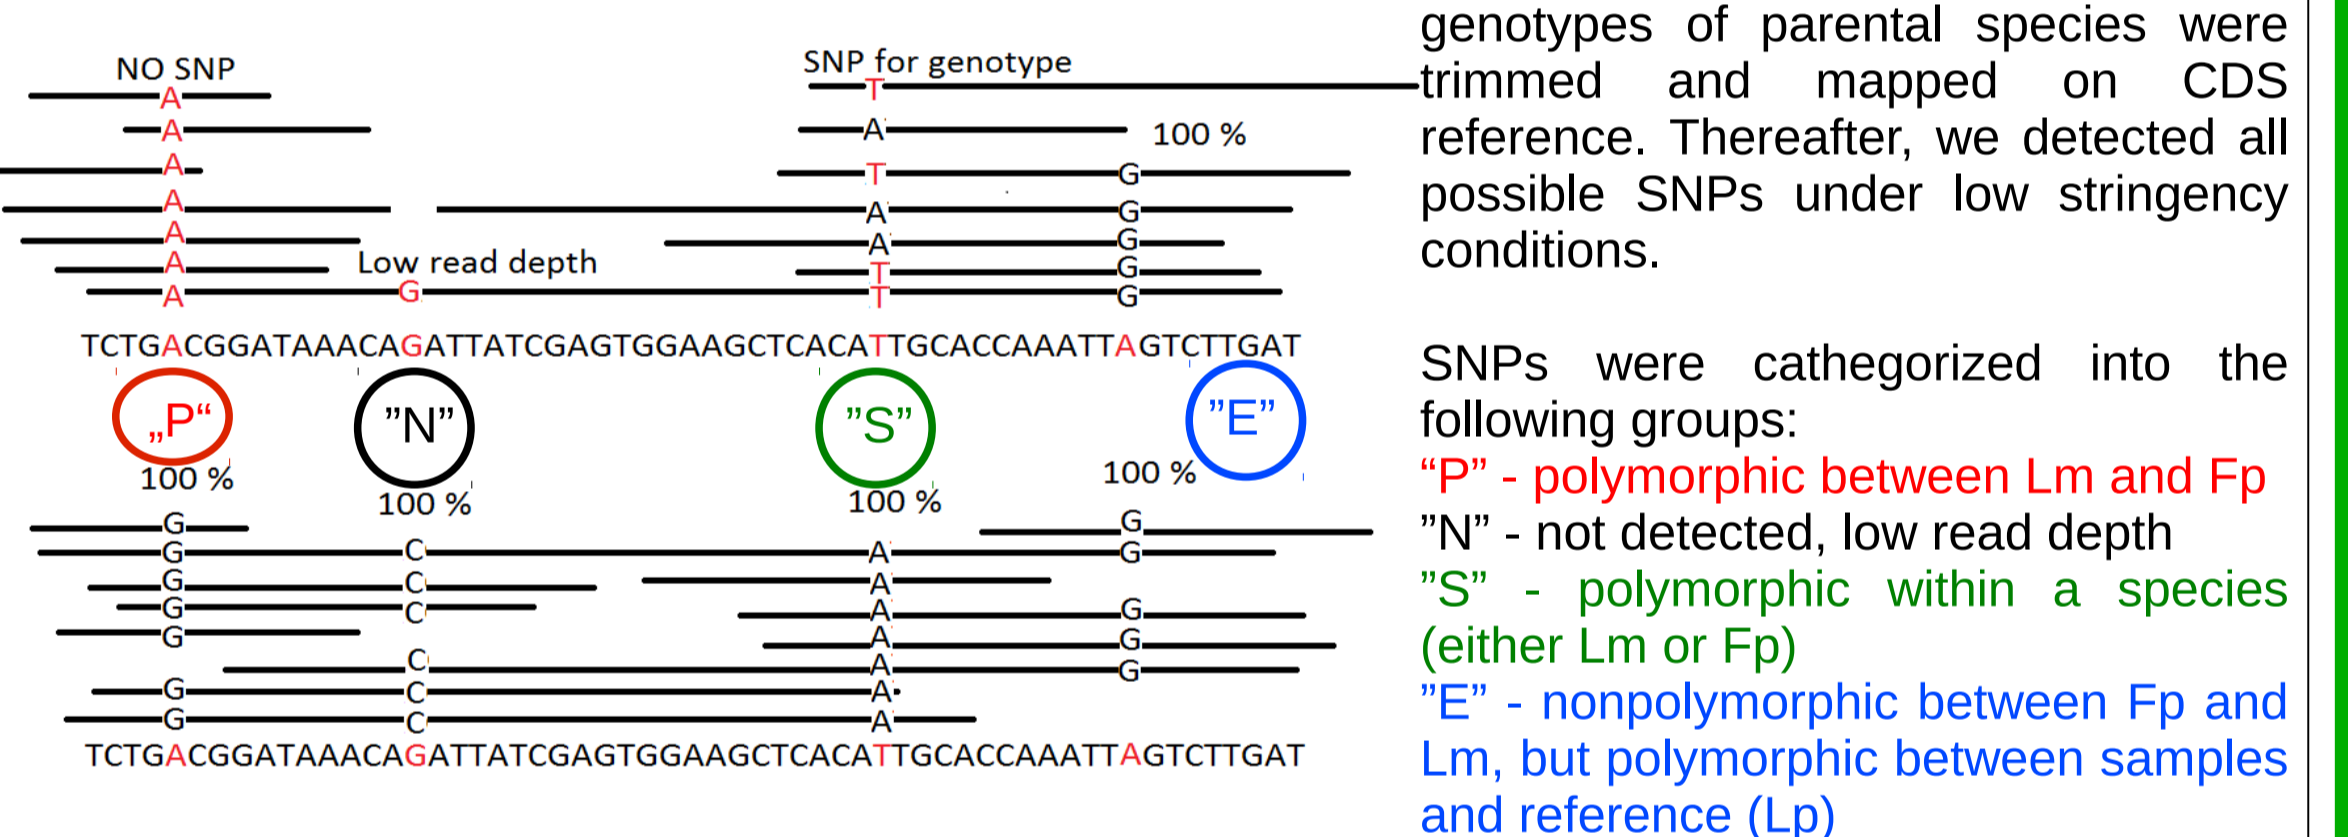 NO SNP
A
A
A
A
A
A
A
Low read depth
G
SNP for genotype
T
A
T
A
A
T
T
100 %
G
G
G
G
G
TCTGACGGATAAACAGATTATCGAGTGGAAGCTCACATTGCACCAAATTAGTCTTGAT
„P“
”N”
”S”
”E”
100 %
100 %
100 %
100 %
G
G
G
G
G
G
G
C
C
C
C
C
C
A
A
A
A
A
A
A
G
G
G
G
G
TCTGACGGATAAACAGATTATCGAGTGGAAGCTCACATTGCACCAAATTAGTCTTGAT
genotypes of parental species were
trimmed and mapped on CDS
reference. Thereafter, we detected all
possible SNPs under low stringency
conditions.
SNPs were cathegorized into the
following groups:
“P” - polymorphic between Lm and Fp
”N” - not detected, low read depth
”S” - polymorphic within a species
(either Lm or Fp)
”E” - nonpolymorphic between Fp and
Lm, but polymorphic between samples
and reference (Lp)